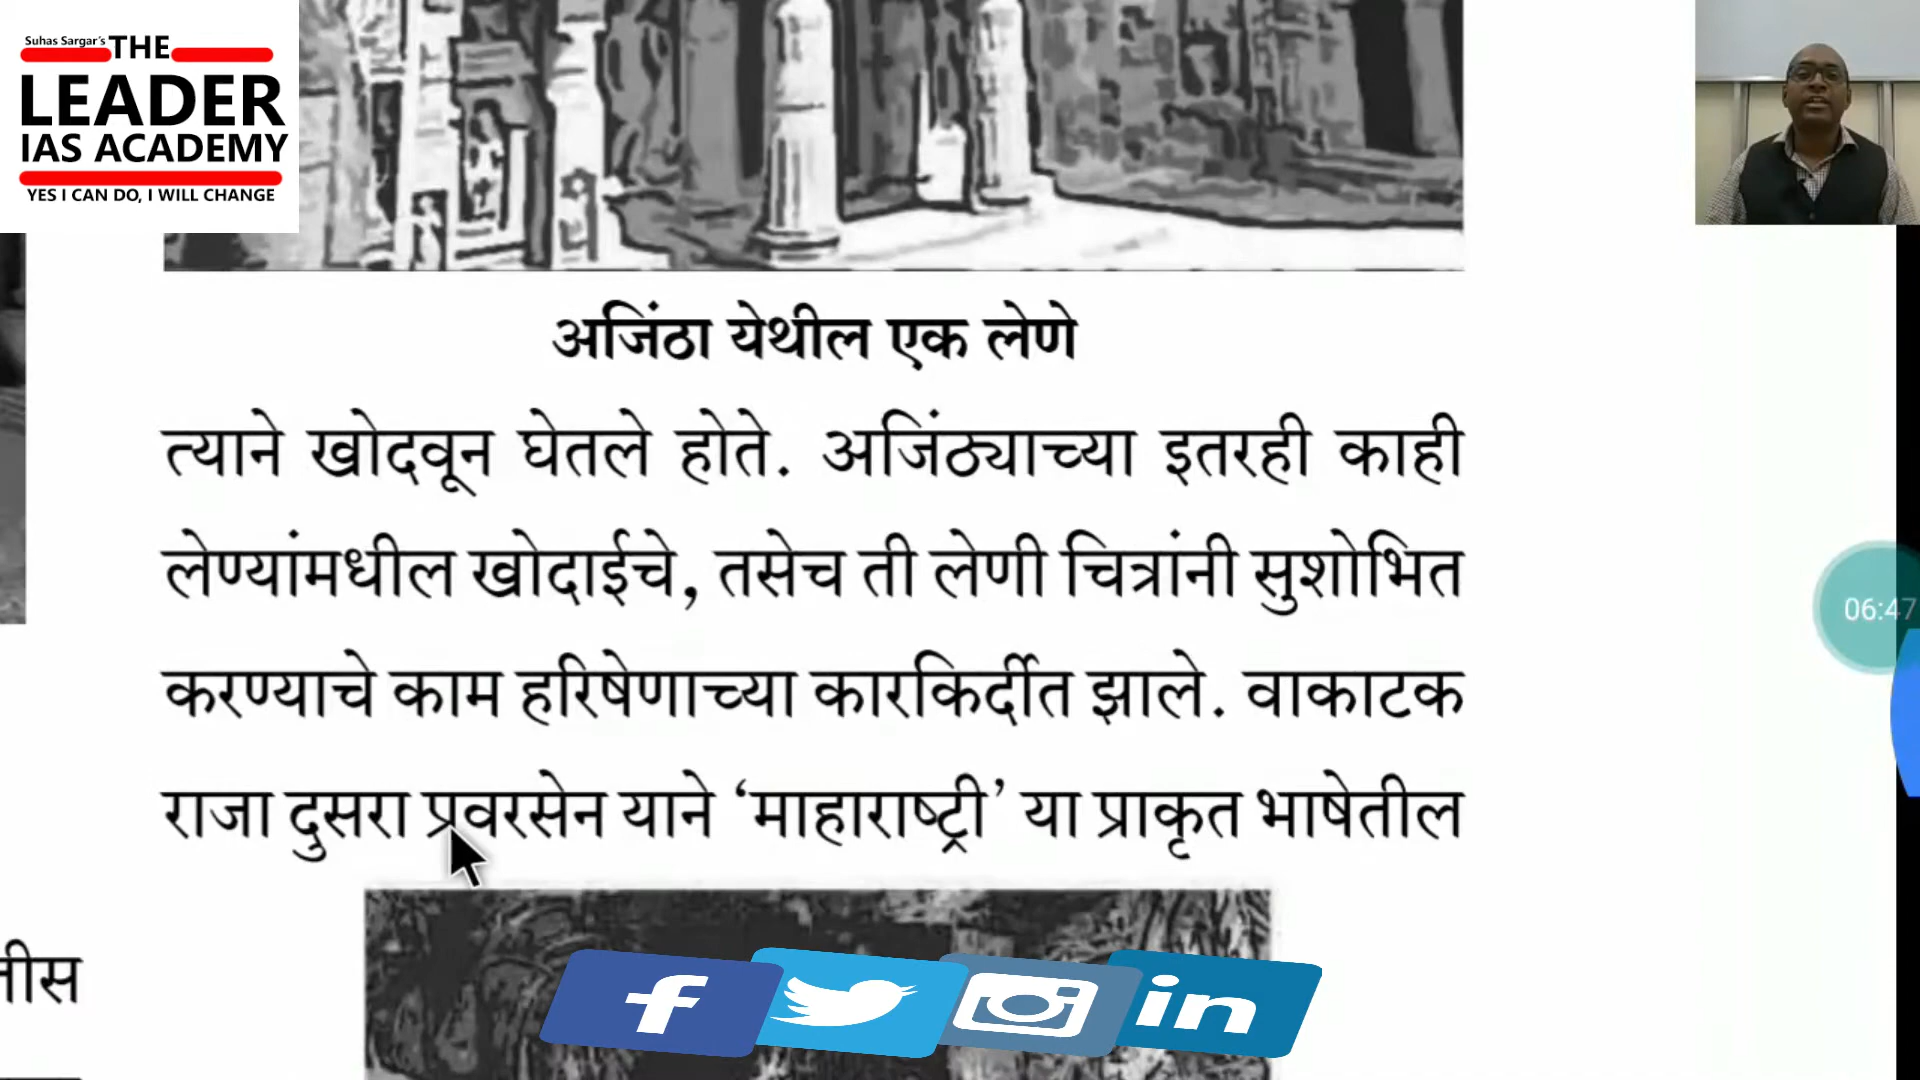 Suhas Sargar's THE
LEADER
IAS ACADEMY
YES I CAN DO, I WILL CHANGE
अजिंठा येथील एक लेणे
त्याने खोदवून घेतले होते. अजिंठ्याच्या इतरही काही
लेण्यांमधील खोदाईचे, तसेच ती लेणी चित्रांनी सुशोभित
करण्याचे काम हरिषेणाच्या कारकिर्दीत झाले. वाकाटक
राजा दुसरा प्रवरसेन याने ‘माहाराष्ट्री’ या प्राकृत भाषेतील
06:47
f in